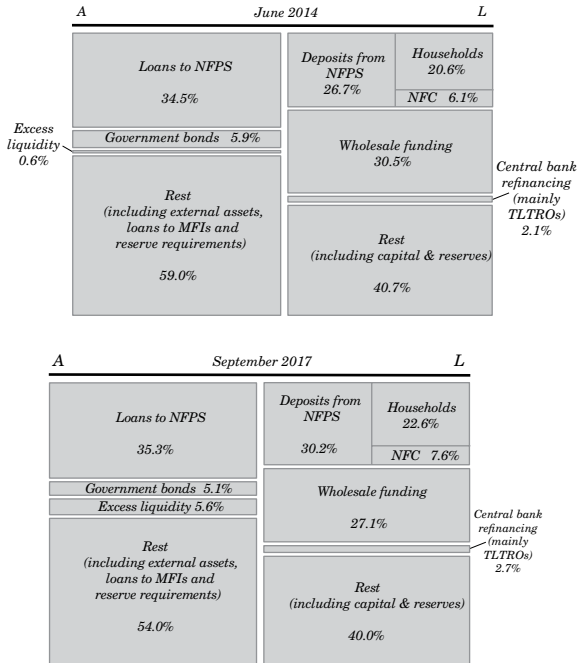 A June 2014 L
Loans to NFPS
34.5%
Government bonds 5.9%
Excess
liquidity
0.6%
Rest
(including external assets,
loans to MFIs and
reserve requirements)
59.0%
Deposits from
NFPS
26.7%
Households
20.6%
NFC 6.1%
Wholesale funding
30.5%
Central bank
refinancing
(mainly
TLTROs)
2.1%
Rest
(including capital & reserves)
40.7%
A September 2017 L
Loans to NFPS
35.3%
Government bonds 5.1%
Excess liquidity 5.6%
Rest
(including external assets,
loans to MFIs and
reserve requirements)
54.0%
Deposits from
NFPS
30.2%
Households
22.6%
NFC 7.6%
Wholesale funding
27.1%
Central bank
refinancing
(mainly
TLTROs)
2.7%
Rest
(including capital & reserves)
40.0%